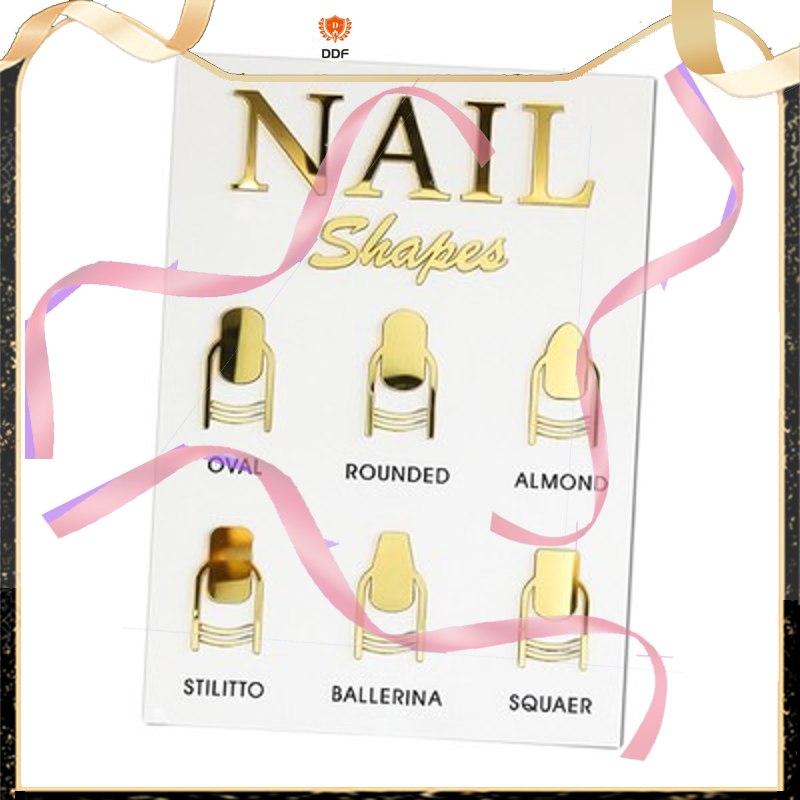 DDF
NAIL
Shapes
OVAL ROUNDED ALMOND
STILITTO BALLERINA SQUAER